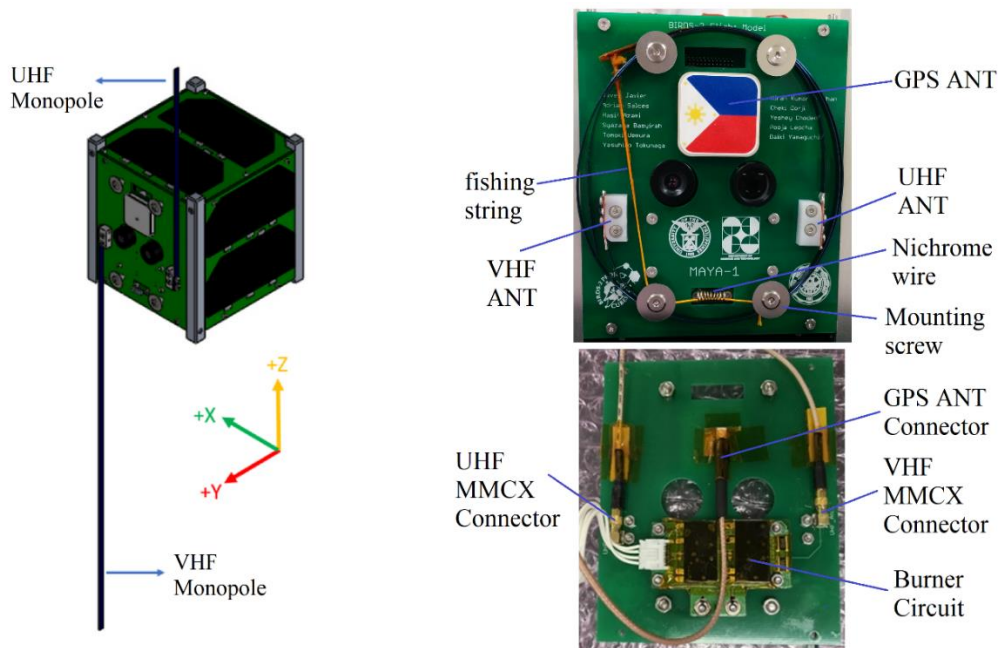 UHF
Monopole
+Z
+X
+Y
VHF
Monopole
BIRDS-2 Flight Model
GPS ANT
fishing
string
UHF
ANT
VHF
ANT
Nichrome
wire
MAYA-1
Mounting
screw
GPS ANT
Connector
UHF
MMCX
Connector
VHF
MMCX
Connector
Burner
Circuit